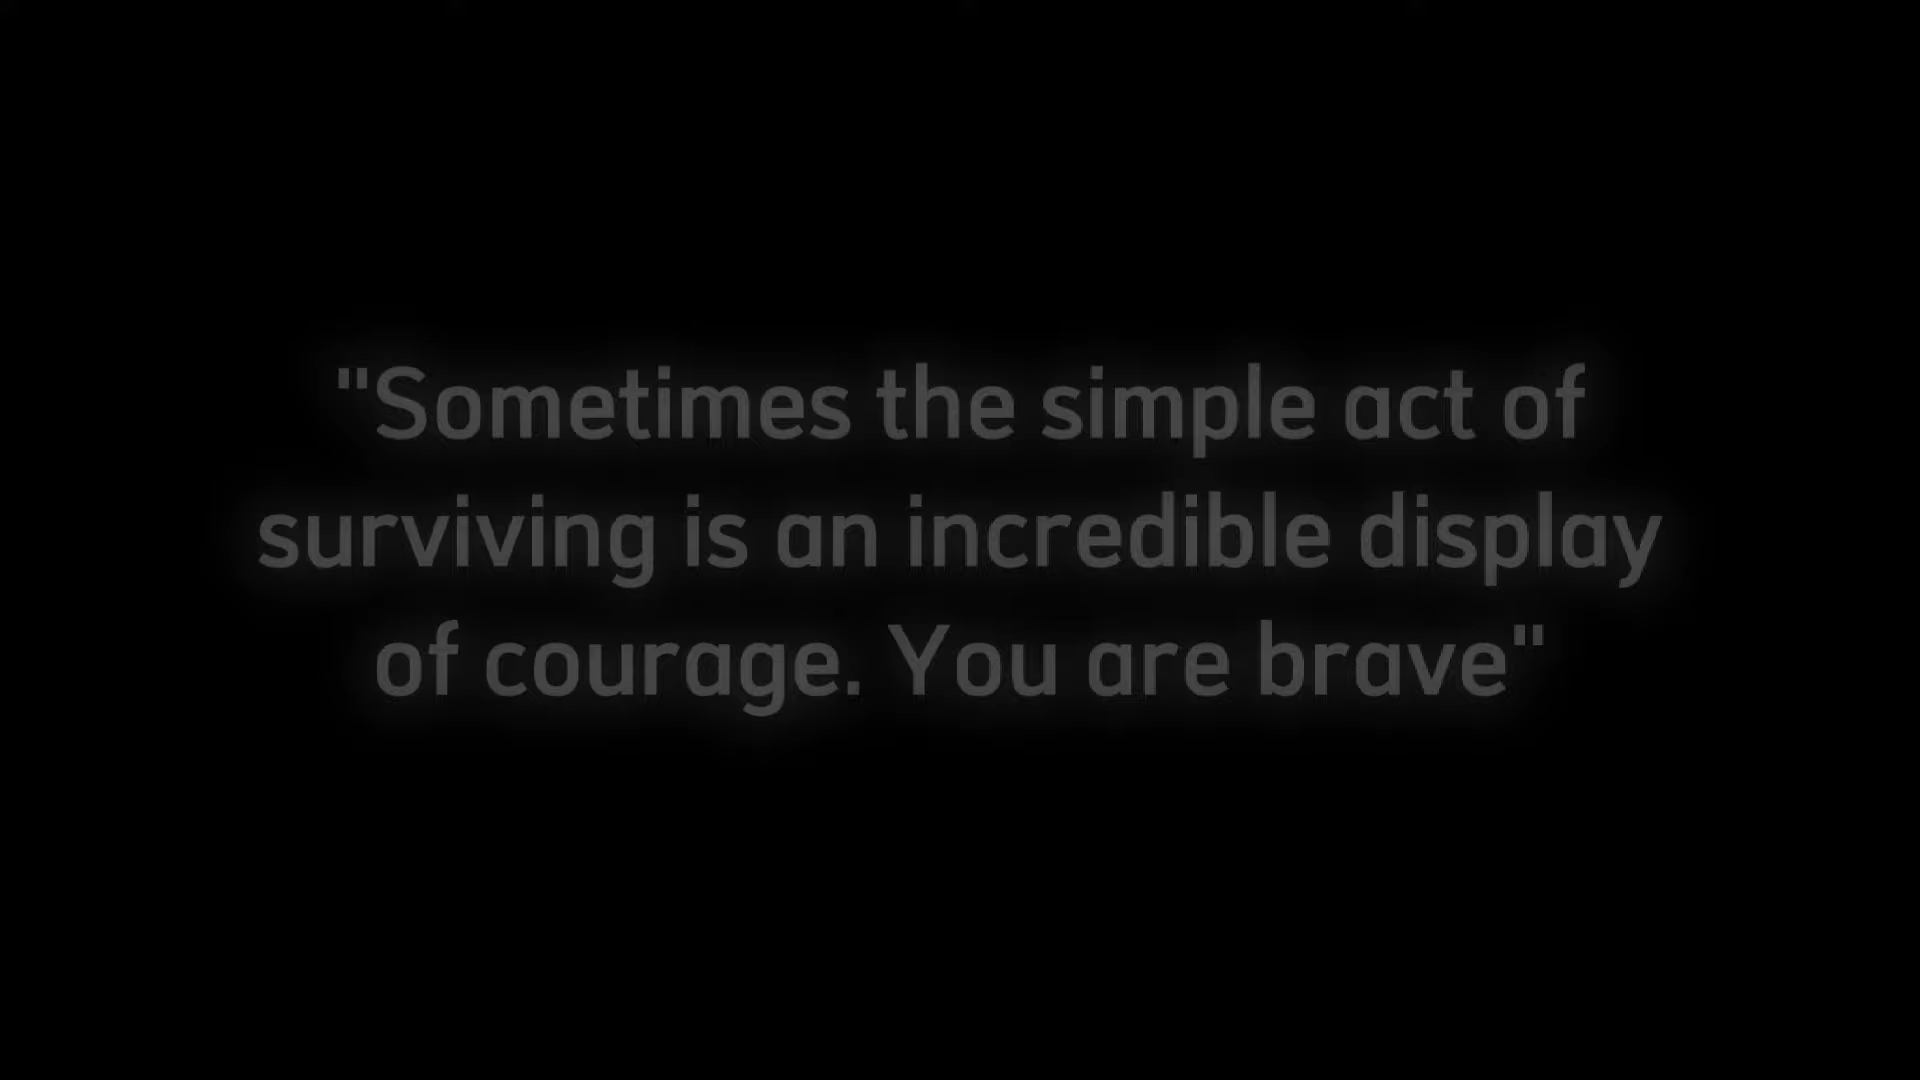 "Sometimes the simple act of
surviving is an incredible display
of courage. You are brave"